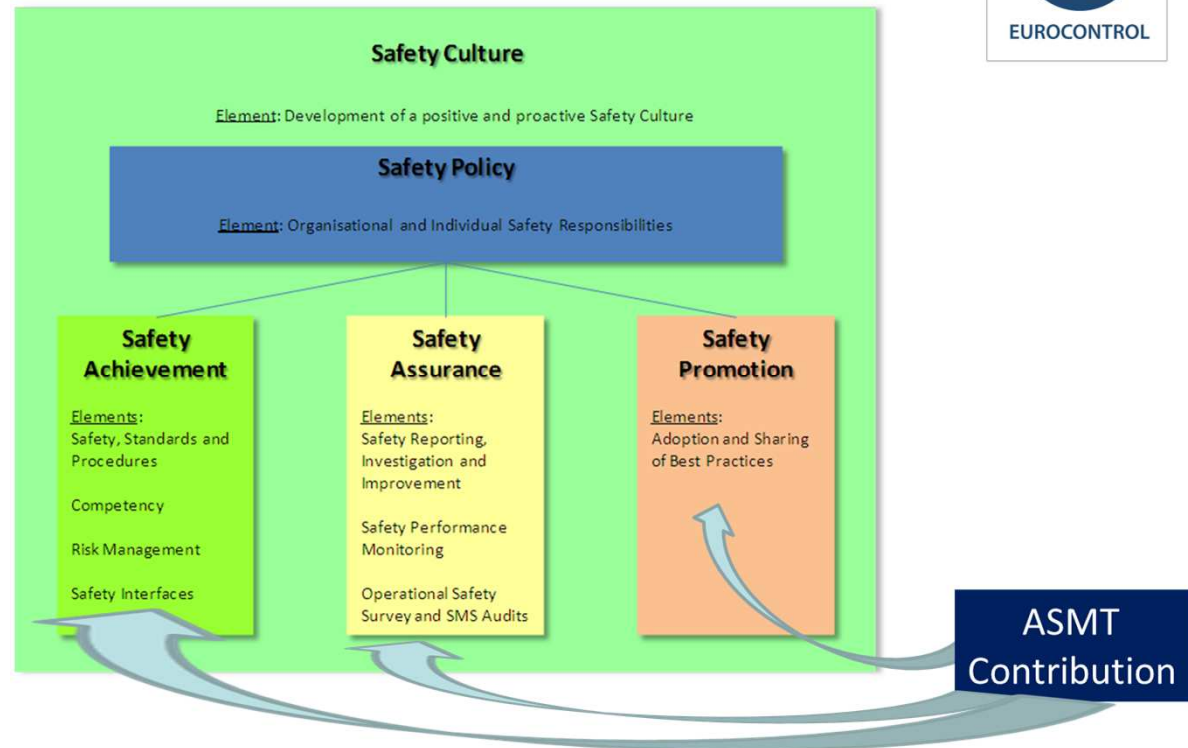 EUROCONTROL
Safety Culture
Element: Development of a positive and proactive Safety Culture
Safety Policy
Element: Organisational and Individual Safety Responsibilities
Safety
Achievement
Elements:
Safety, Standards and
Procedures
Competency
Risk Management
Safety Interfaces
Safety
Assurance
Elements:
Safety Reporting,
Investigation and
Improvement
Safety Performance
Monitoring
Operational Safety
Survey and SMS Audits
Safety
Promotion
Elements:
Adoption and Sharing
of Best Practices
ASMT
Contribution